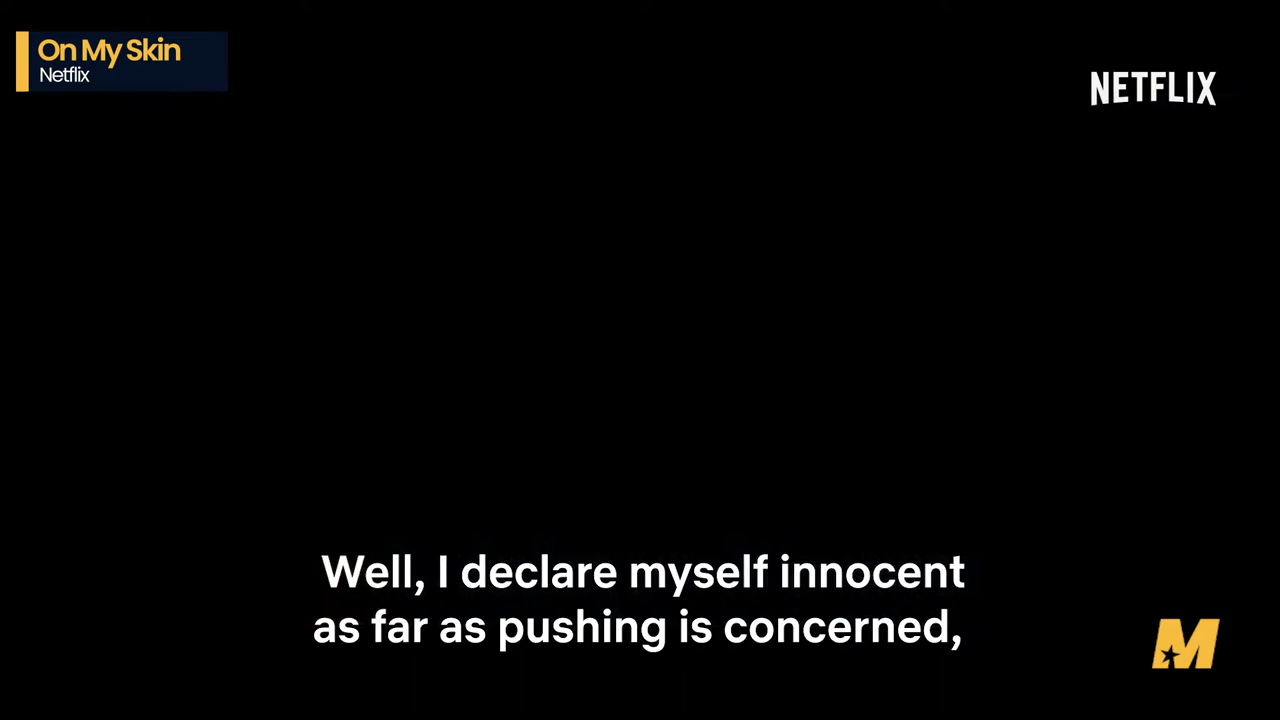 On My Skin
Netflix
NETFLIX
Well, I declare myself innocent
as far as pushing is concerned,
M